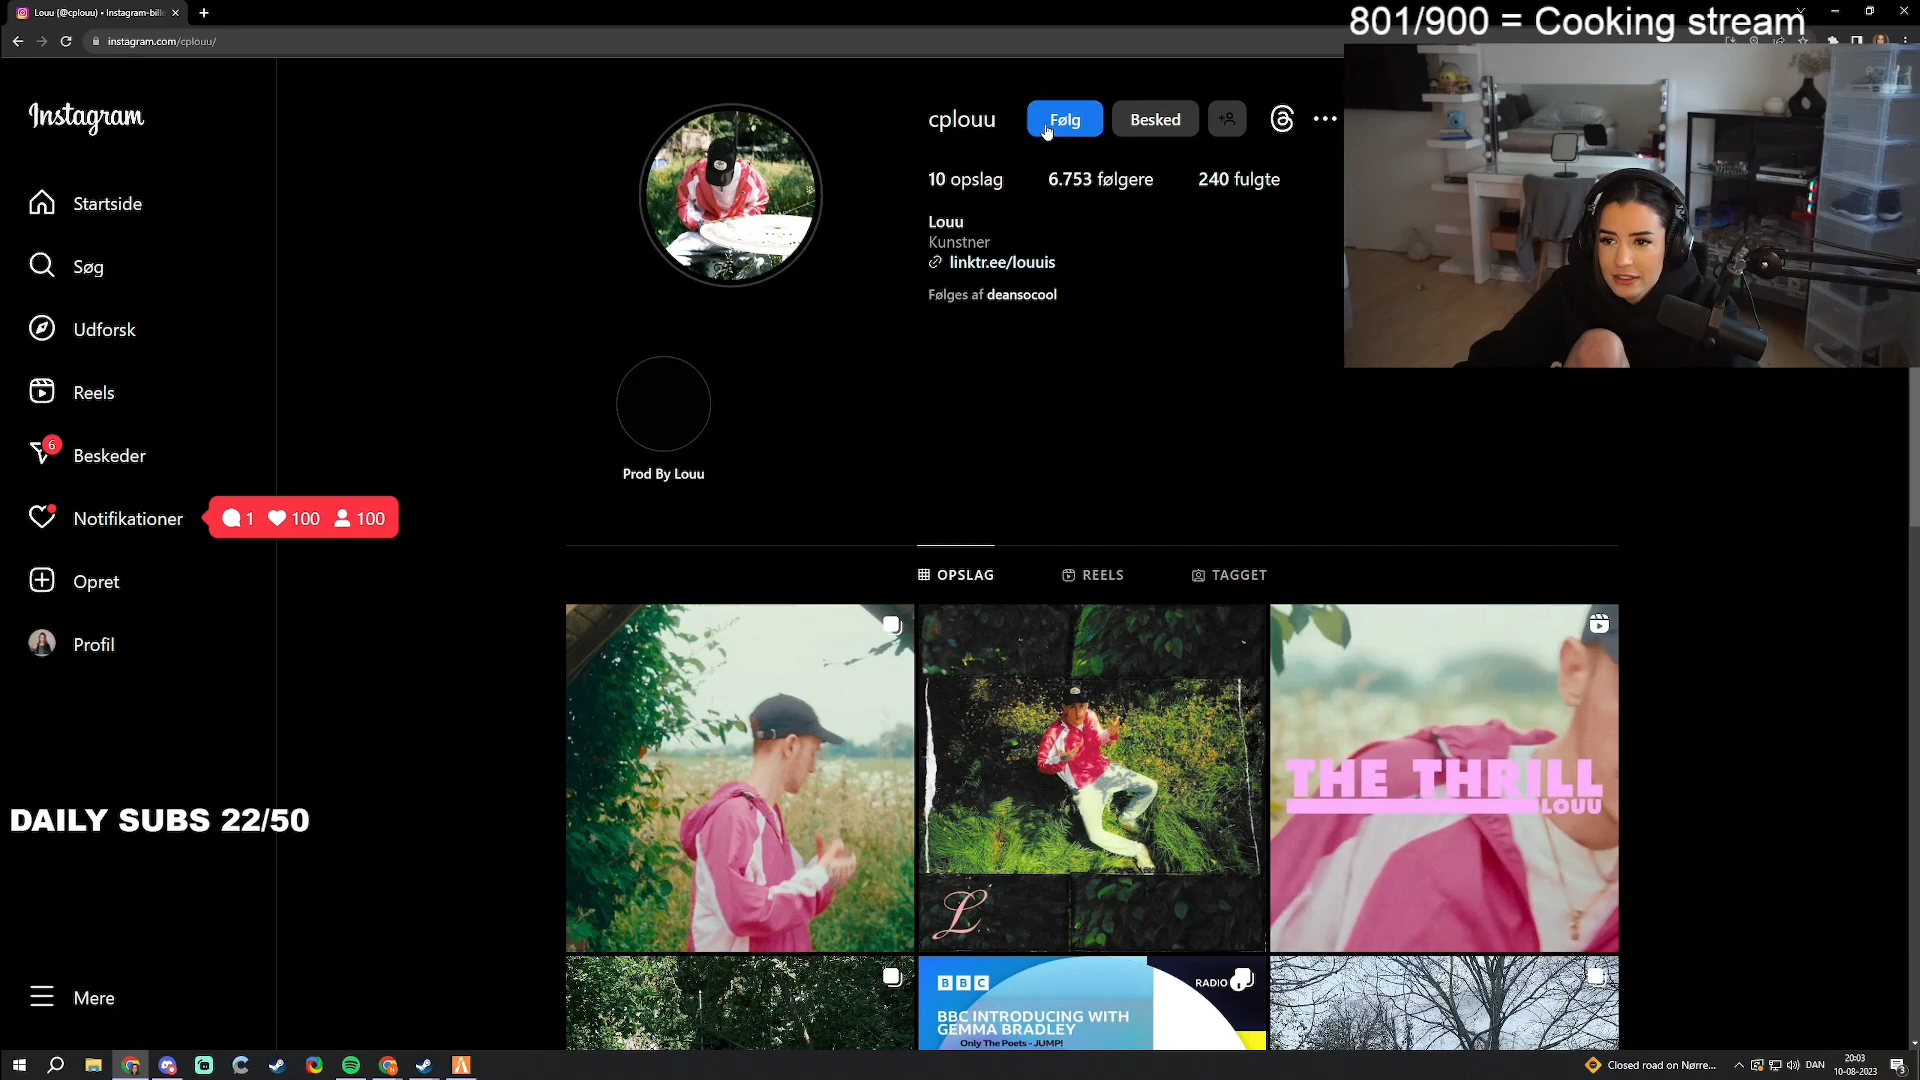 Louu (@cplouu) • Instagram-bille
801/900 = Cooking stream
instagram.com/cplouu/
Instagram
Startside
Søg
Udforsk
Reels
6
Beskeder
Notifikationer
1 100 100
Opret
Profil
DAILY SUBS 22/50
Mere
cplouu Følg Besked
10 opslag 6.753 følgere 240 fulgte
Louu
Kunstner
linktr.ee/louuis
Følges af deansocool
Prod By Louu
OPSLAG REELS TAGGET
THE THRILL
LOUU
L
BBC RADIO 1
BBC INTRODUCING WITH
GEMMA BRADLEY
Only The Poets - JUMP!
Closed road on Nørre... DAN 20:03
10-08-2023
3